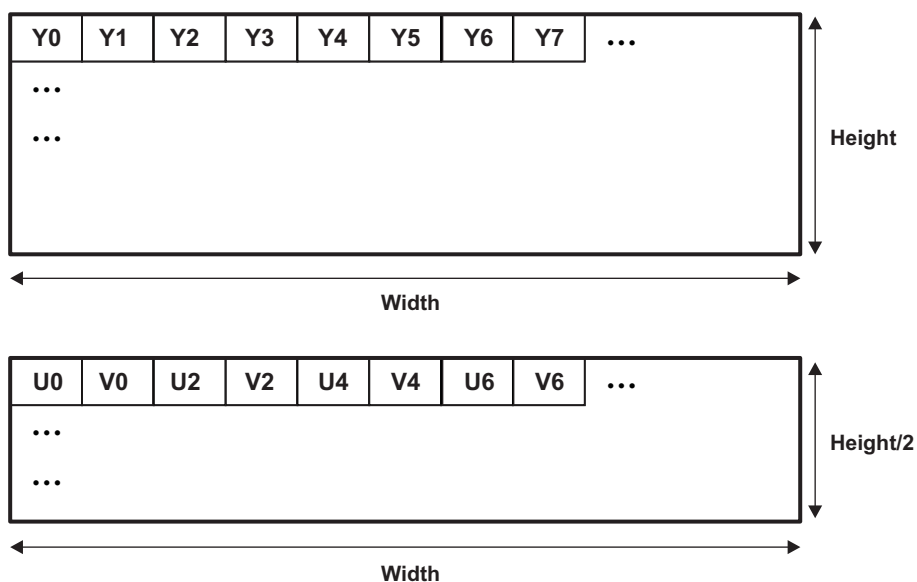 Y0 Y1 Y2 Y3 Y4 Y5 Y6 Y7 ...
...
...
Height
Width
U0 V0 U2 V2 U4 V4 U6 V6 ...
...
Height/2
...
Width